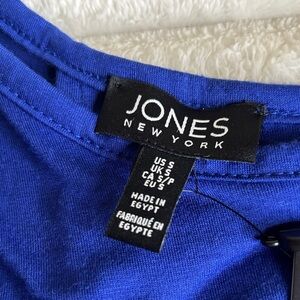 JONES
NEW YORK
US S
UK S
CA S/P
EU S
MADE IN
EGYPT
FABRIQUÉ EN
EGYPTE